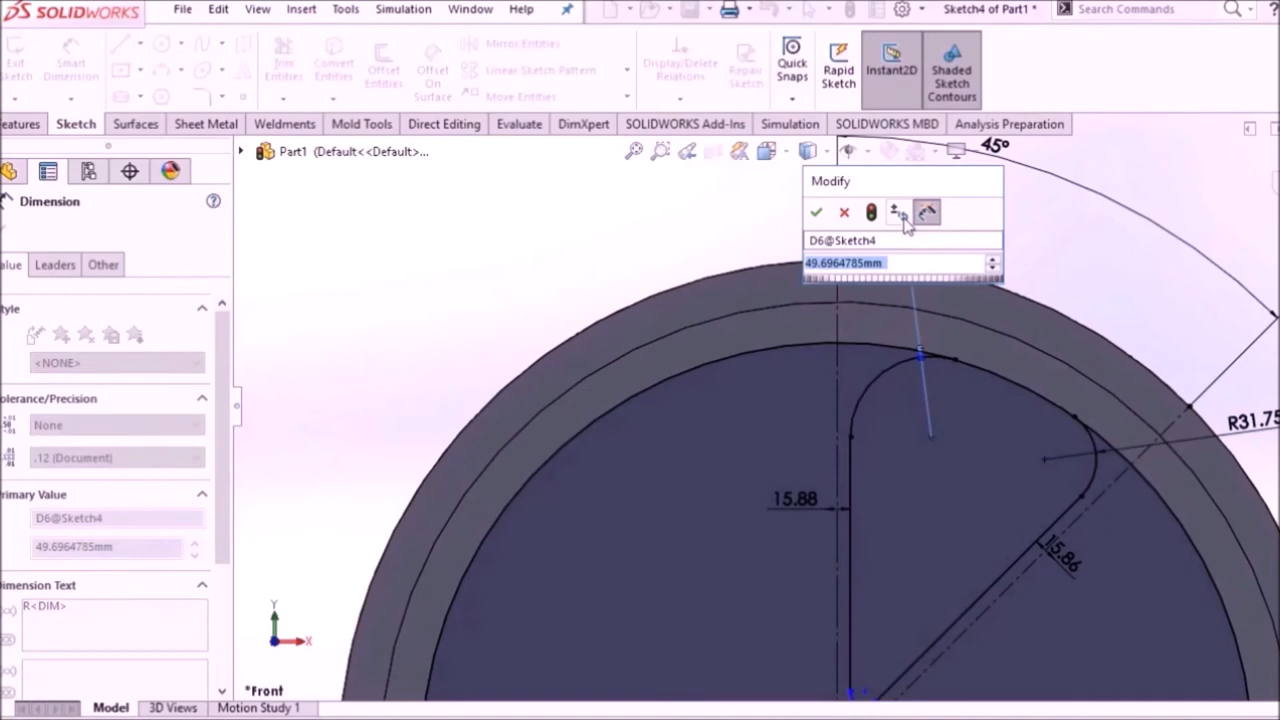 SOLIDWORKS File Edit View Insert Tools Simulation Window Help Sketch4 of Part1 * Search Commands
Exit Sketch
Smart Dimension
Trim Entities
Convert Entities
Offset Entities
Offset On Surface
Mirror Entities
Linear Sketch Pattern
Move Entities
Display/Delete Relations
Repair Sketch
Quick Snaps
Rapid Sketch
Instant2D
Shaded Sketch Contours
eatures Sketch Surfaces Sheet Metal Weldments Mold Tools Direct Editing Evaluate DimXpert SOLIDWORKS Add-Ins Simulation SOLIDWORKS MBD Analysis Preparation
Part1 (Default<<Default>...
45°
Modify
D6@Sketch4
49.6964785mm
Dimension
alue Leaders Other
tyle
<NONE>
olerance/Precision
None
.12 (Document)
rimary Value
D6@Sketch4
49.6964785mm
imension Text
R<DIM>
R31.75
15.88
15.86
Y
X
*Front
Model 3D Views Motion Study 1